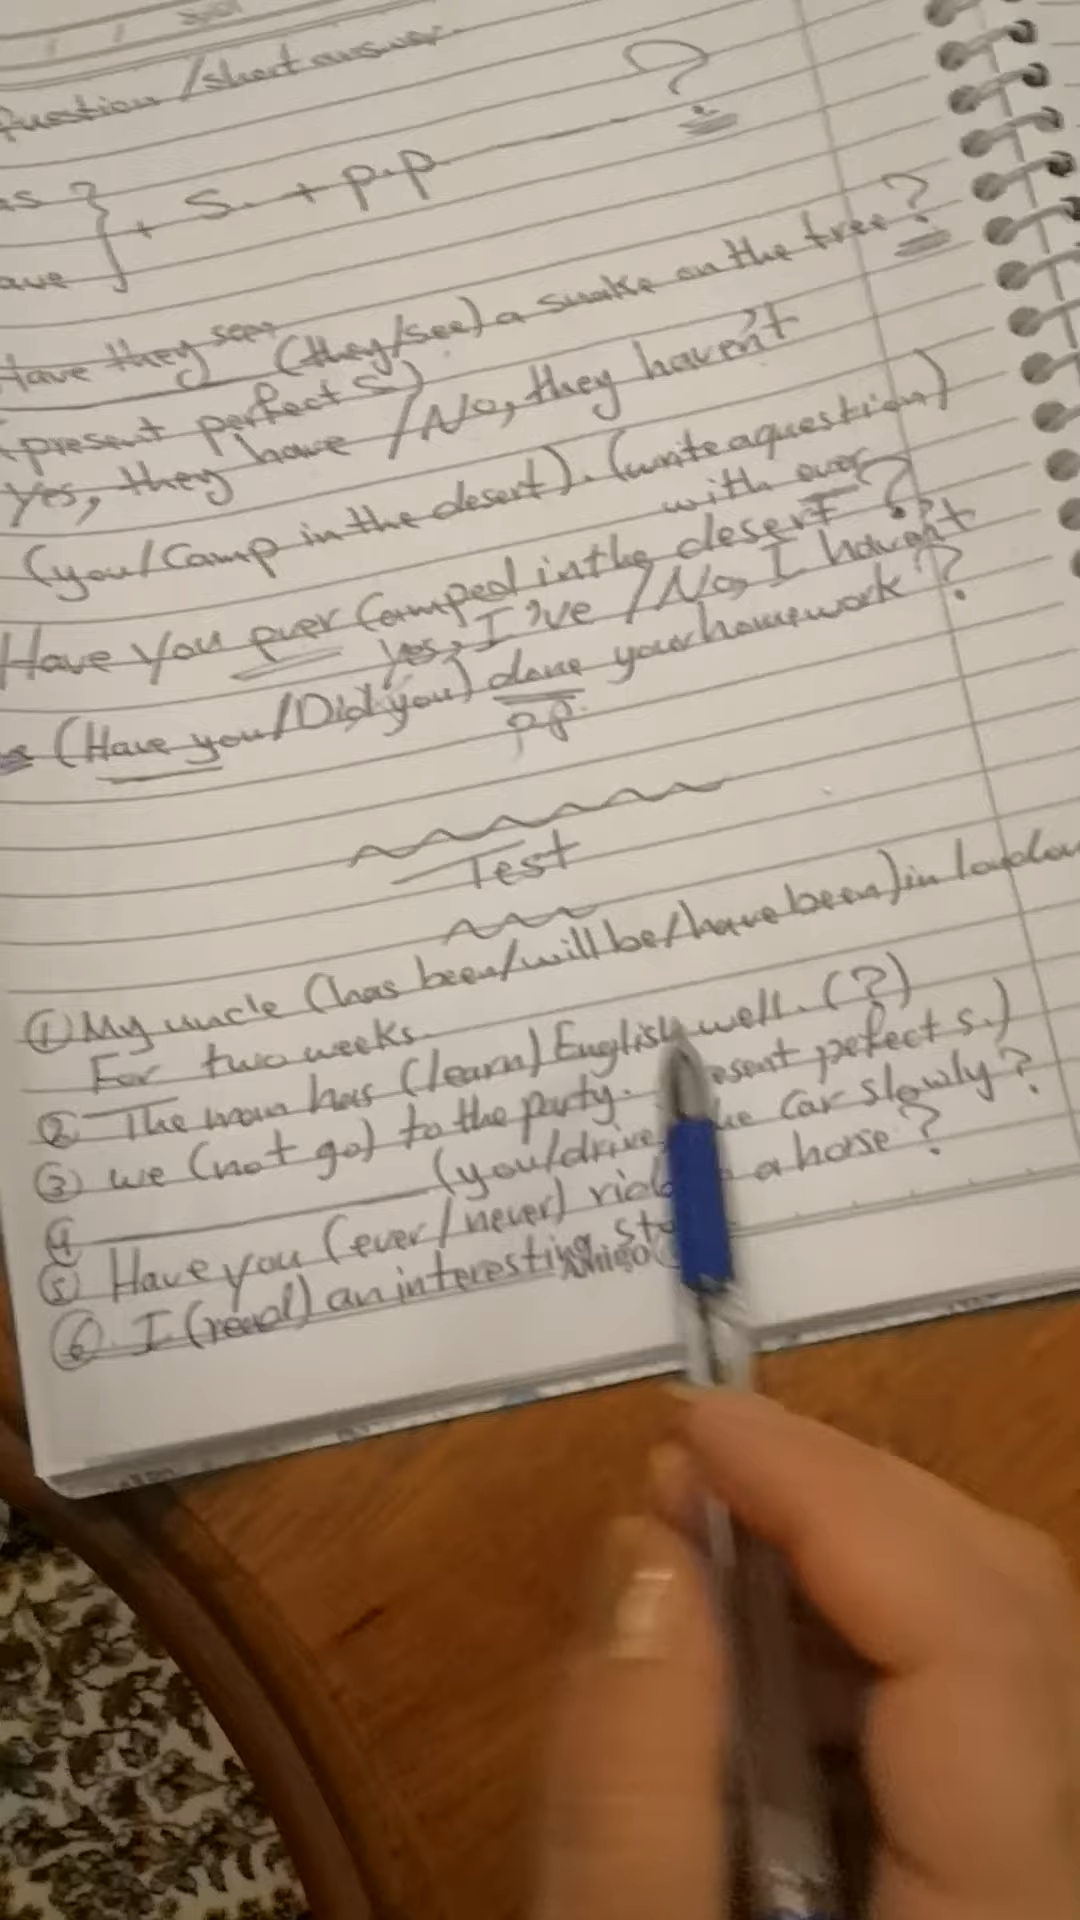 Question / short answer
+ S. + p.p ?
Have they seen (they/see) a snake on the tree?
(present perfect S)
Yes, they have / No, they haven't
(you/Camp in the desert). (write a question)
with ever
Have you ever Camped in the desert?
yes, I 've / No, I haven't
(Have you/Did you) done your homework?
p.p.
Test
① My uncle (has been/will be/have been) in london
For two weeks.
② The man has (learn) English well. (?)
③ we (not go) to the party. perfect s.)
④ (you/drive car slowly?
⑤ Have you (ever/never) a horse?
⑥ I (read) an interesting